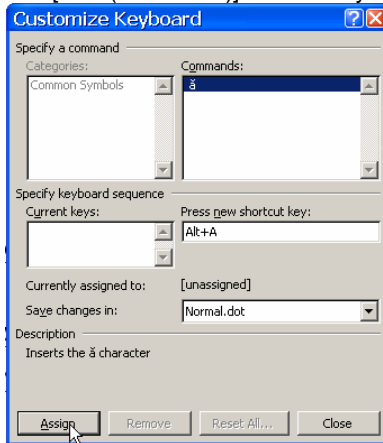 Customize Keyboard
Specify a command
Categories: Commands:
Common Symbols ă
Specify keyboard sequence
Current keys: Press new shortcut key:
Alt+A
Currently assigned to: [unassigned]
Save changes in: Normal.dot
Description
Inserts the ă character
Assign Remove Reset All... Close